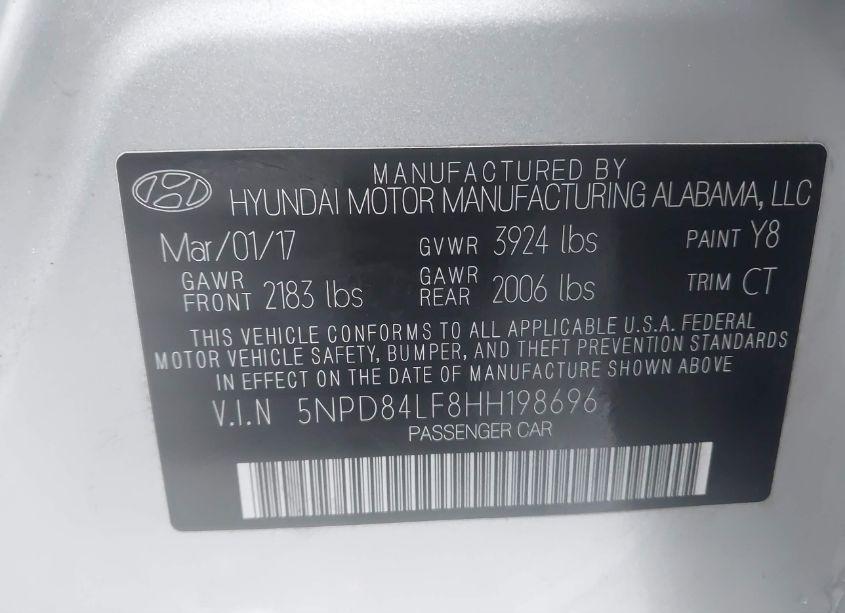 MANUFACTURED BY
HYUNDAI MOTOR MANUFACTURING ALABAMA, LLC
Mar/01/17 GVWR 3924 lbs PAINT Y8
GAWR FRONT 2183 lbs GAWR REAR 2006 lbs TRIM CT
THIS VEHICLE CONFORMS TO ALL APPLICABLE U.S.A. FEDERAL
MOTOR VEHICLE SAFETY, BUMPER, AND THEFT PREVENTION STANDARDS
IN EFFECT ON THE DATE OF MANUFACTURE SHOWN ABOVE
V.I.N 5NPD84LF8HH198696
PASSENGER CAR